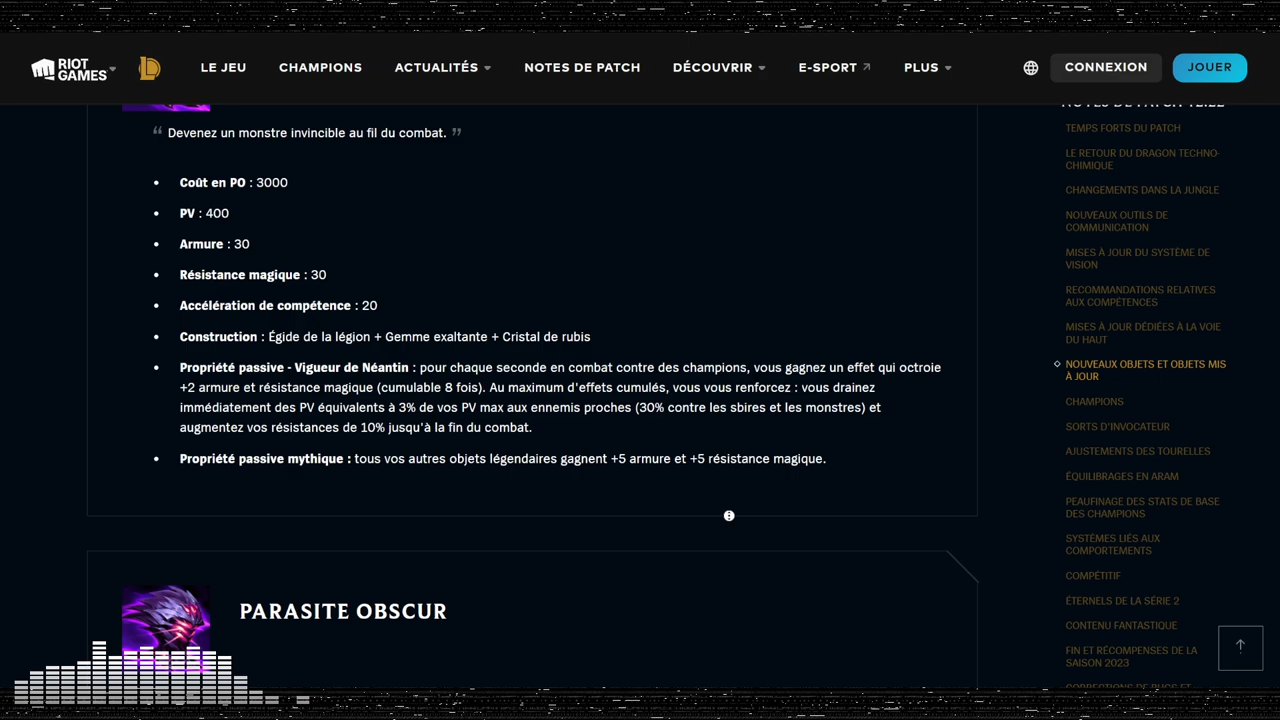 RIOT GAMES
LE JEU
CHAMPIONS
ACTUALITÉS
NOTES DE PATCH
DÉCOUVRIR
E-SPORT
PLUS
CONNEXION
JOUER
“ Devenez un monstre invincible au fil du combat. ”
• Coût en PO : 3000
• PV : 400
• Armure : 30
• Résistance magique : 30
• Accélération de compétence : 20
• Construction : Égide de la légion + Gemme exaltante + Cristal de rubis
• Propriété passive - Vigueur de Néantin : pour chaque seconde en combat contre des champions, vous gagnez un effet qui octroie
+2 armure et résistance magique (cumulable 8 fois). Au maximum d'effets cumulés, vous vous renforcez : vous drainez
immédiatement des PV équivalents à 3% de vos PV max aux ennemis proches (30% contre les sbires et les monstres) et
augmentez vos résistances de 10% jusqu'à la fin du combat.
• Propriété passive mythique : tous vos autres objets légendaires gagnent +5 armure et +5 résistance magique.
PARASITE OBSCUR
NOTES DE PATCH 12.22
TEMPS FORTS DU PATCH
LE RETOUR DU DRAGON TECHNO-
CHIMIQUE
CHANGEMENTS DANS LA JUNGLE
NOUVEAUX OUTILS DE
COMMUNICATION
MISES À JOUR DU SYSTÈME DE
VISION
RECOMMANDATIONS RELATIVES
AUX COMPÉTENCES
MISES À JOUR DÉDIÉES À LA VOIE
DU HAUT
NOUVEAUX OBJETS ET OBJETS MIS
À JOUR
CHAMPIONS
SORTS D'INVOCATEUR
AJUSTEMENTS DES TOURELLES
ÉQUILIBRAGES EN ARAM
PEAUFINAGE DES STATS DE BASE
DES CHAMPIONS
SYSTÈMES LIÉS AUX
COMPORTEMENTS
COMPÉTITIF
ÉTERNELS DE LA SÉRIE 2
CONTENU FANTASTIQUE
FIN ET RÉCOMPENSES DE LA
SAISON 2023
CORRECTIONS DE BUGS ET